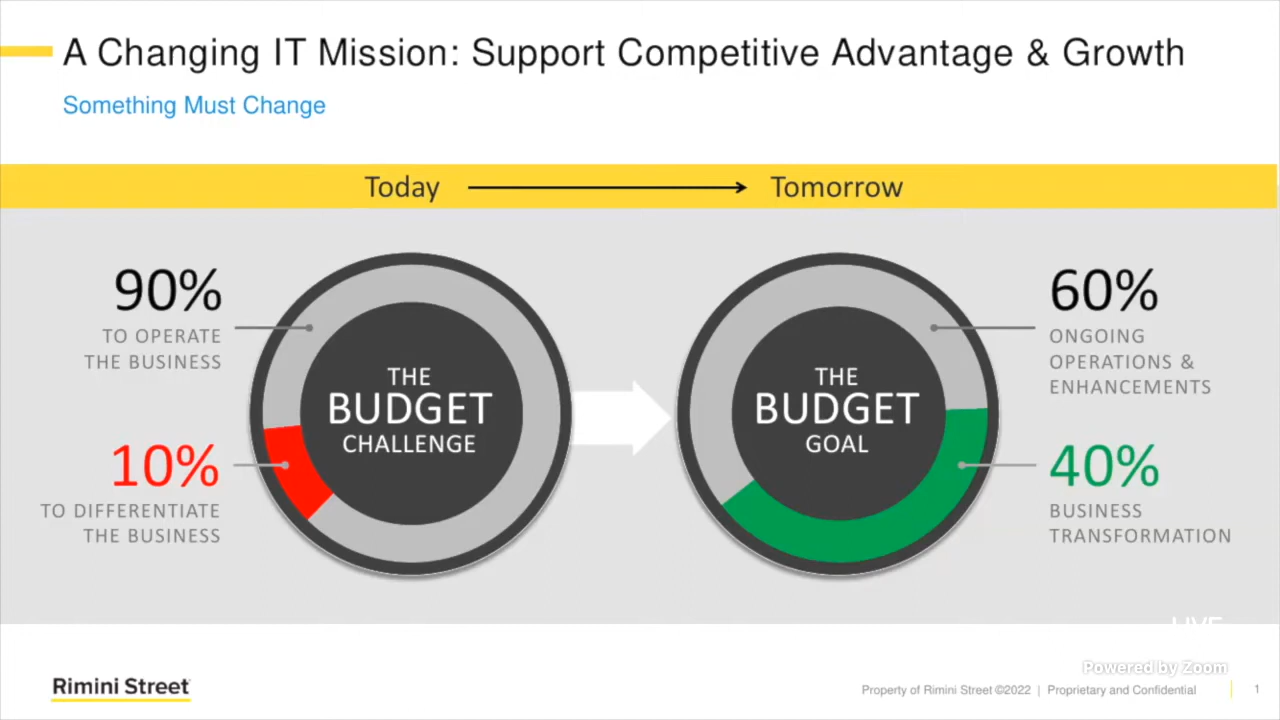 A Changing IT Mission: Support Competitive Advantage & Growth
Something Must Change
Today
Tomorrow
90%
TO OPERATE
THE BUSINESS
10%
TO DIFFERENTIATE
THE BUSINESS
THE
BUDGET
CHALLENGE
THE
BUDGET
GOAL
60%
ONGOING
OPERATIONS &
ENHANCEMENTS
40%
BUSINESS
TRANSFORMATION
LIVE
Powered by Zoom
Rimini Street
Property of Rimini Street ©2022 | Proprietary and Confidential
1